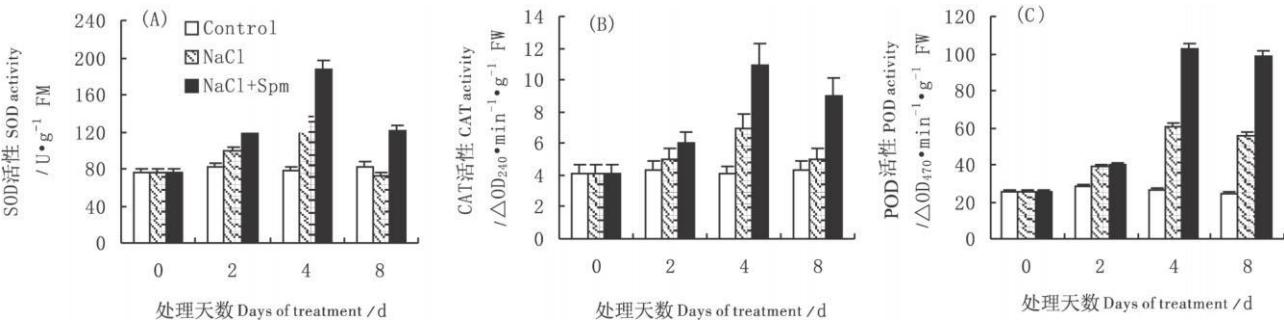 (A)
240
200
160
120
80
40
0
SOD活性 SOD activity
/ U•g⁻¹ FM
Control
NaCl
NaCl+Spm
0 2 4 8
处理天数 Days of treatment /d
(B)
14
12
10
8
6
4
2
0
CAT活性 CAT activity
/△OD₂₄₀•min⁻¹•g⁻¹ FW
0 2 4 8
处理天数 Days of treatment /d
(C)
120
100
80
60
40
20
0
POD活性 POD activity
/△OD₄₇₀•min⁻¹•g⁻¹ FW
0 2 4 8
处理天数 Days of treatment /d